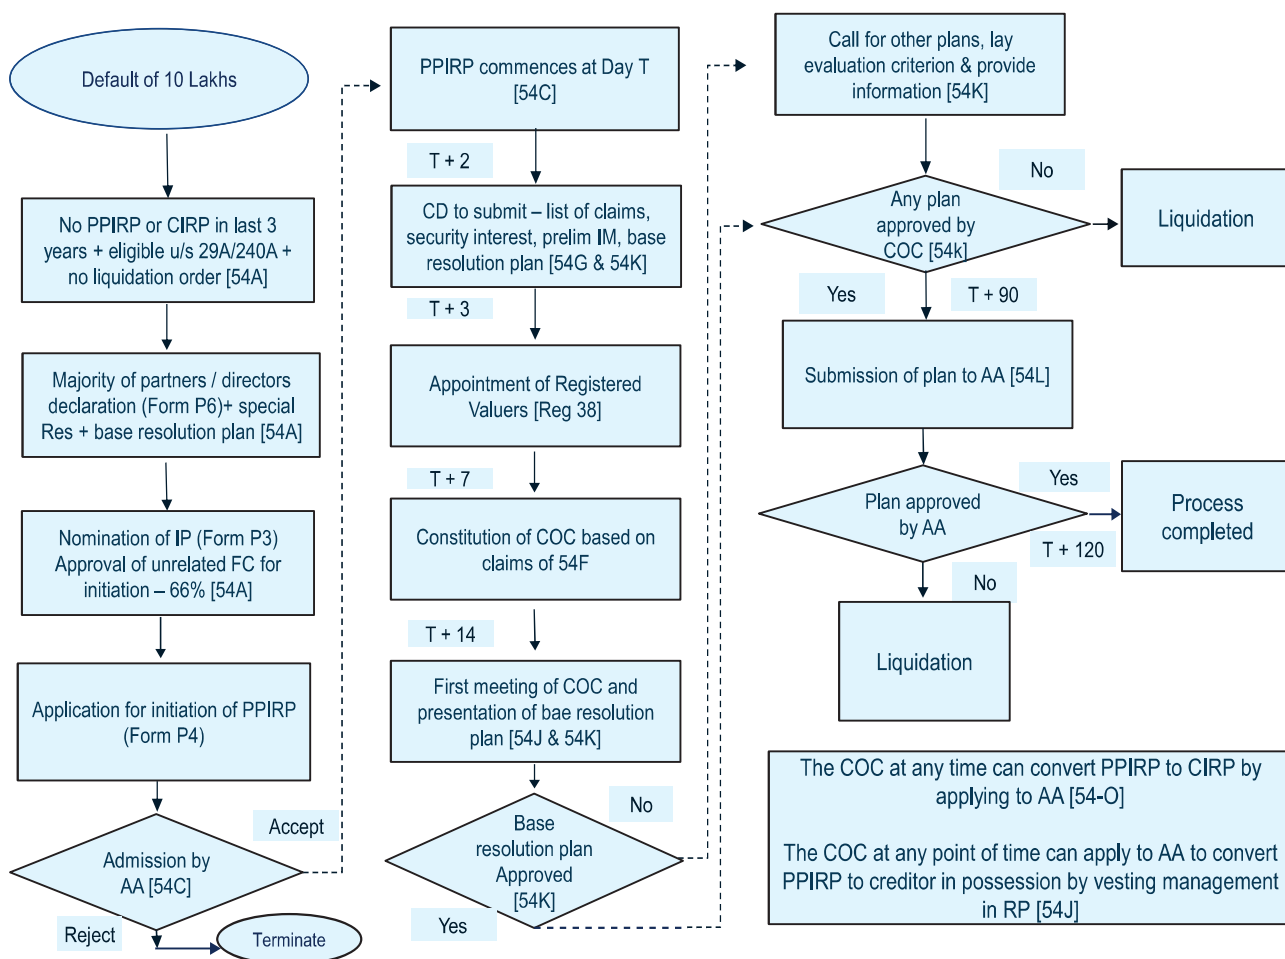 Default of 10 Lakhs
No PPIRP or CIRP in last 3
years + eligible u/s 29A/240A +
no liquidation order [54A]
Majority of partners / directors
declaration (Form P6)+ special
Res + base resolution plan [54A]
Nomination of IP (Form P3)
Approval of unrelated FC for
initiation – 66% [54A]
Application for initiation of PPIRP
(Form P4)
Accept
Admission by
AA [54C]
Reject
Terminate
PPIRP commences at Day T
[54C]
T + 2
CD to submit – list of claims,
security interest, prelim IM, base
resolution plan [54G & 54K]
T + 3
Appointment of Registered
Valuers [Reg 38]
T + 7
Constitution of COC based on
claims of 54F
T + 14
First meeting of COC and
presentation of bae resolution
plan [54J & 54K]
No
Base
resolution plan
Approved
[54K]
Yes
Call for other plans, lay
evaluation criterion & provide
information [54K]
No
Any plan
approved by
COC [54k]
Liquidation
Yes
T + 90
Submission of plan to AA [54L]
Yes
Plan approved
by AA
Process
completed
T + 120
No
Liquidation
The COC at any time can convert PPIRP to CIRP by
applying to AA [54-O]
The COC at any point of time can apply to AA to convert
PPIRP to creditor in possession by vesting management
in RP [54J]